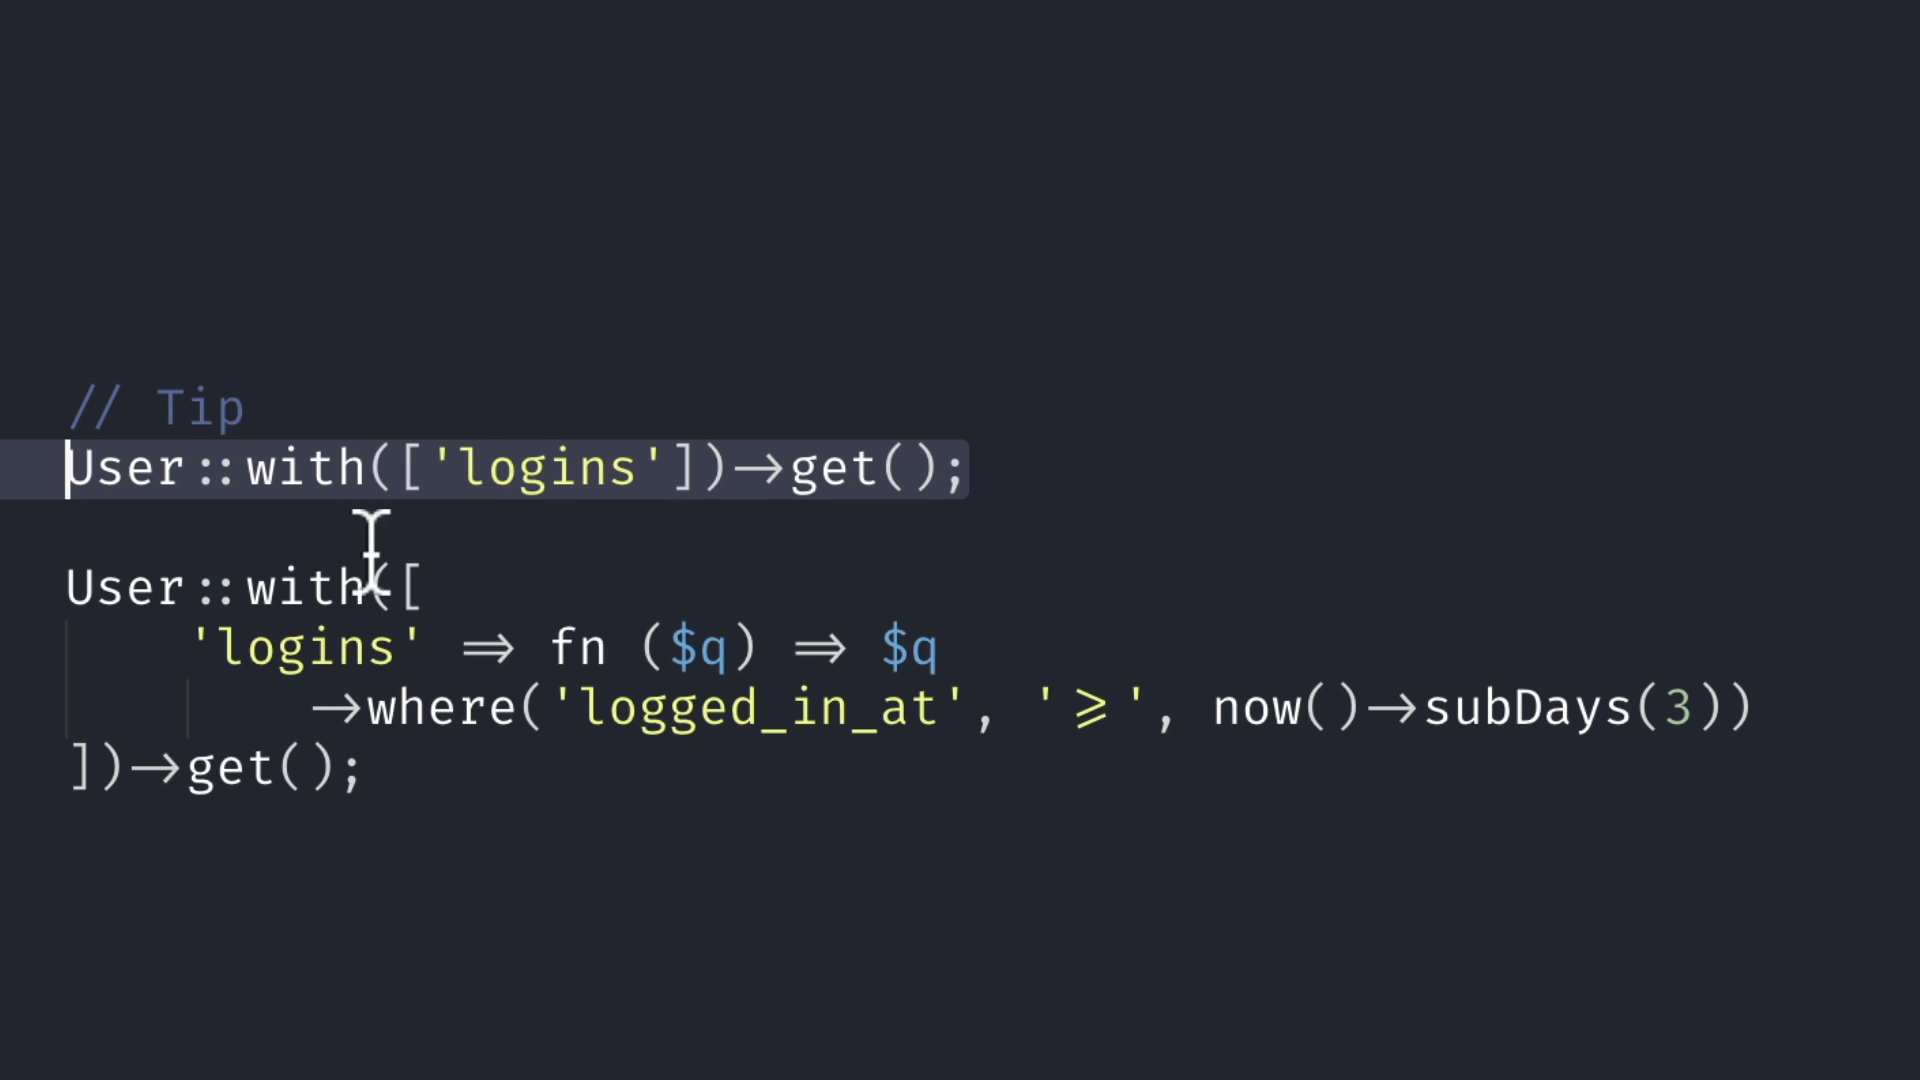 // Tip
User::with(['logins'])->get();
User::with([
'logins' => fn ($q) => $q
->where('logged_in_at', '>=', now()->subDays(3))
])->get();